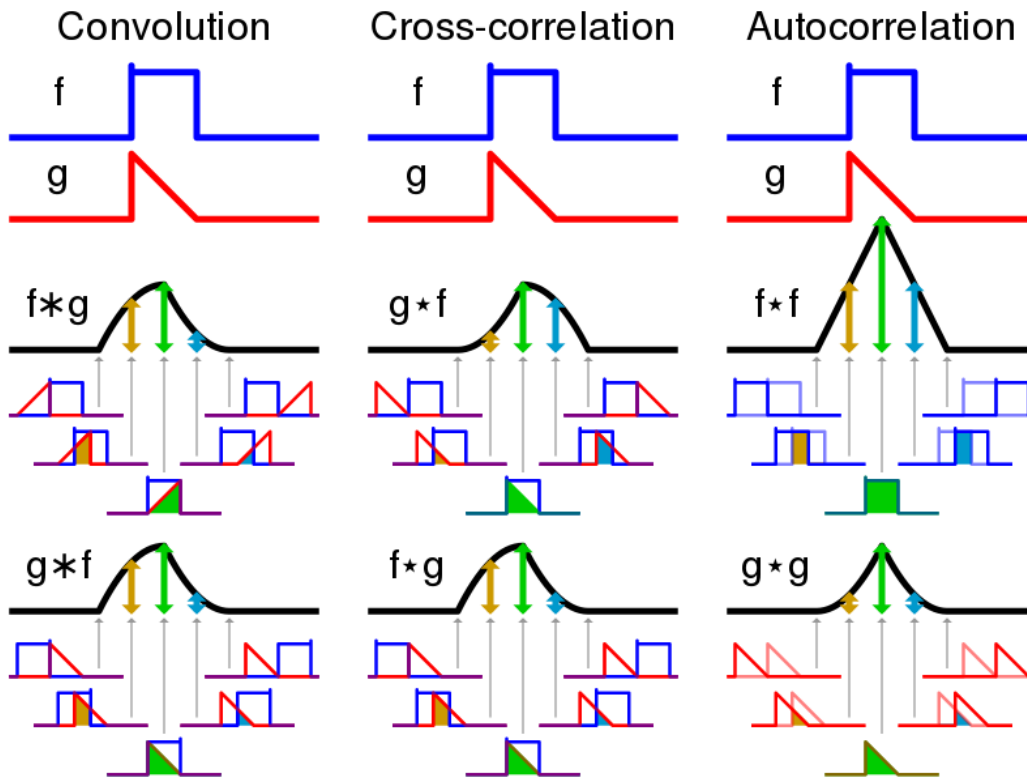 Convolution Cross-correlation Autocorrelation
f f f
g g g
f∗g g⋆f f⋆f
g∗f f⋆g g⋆g